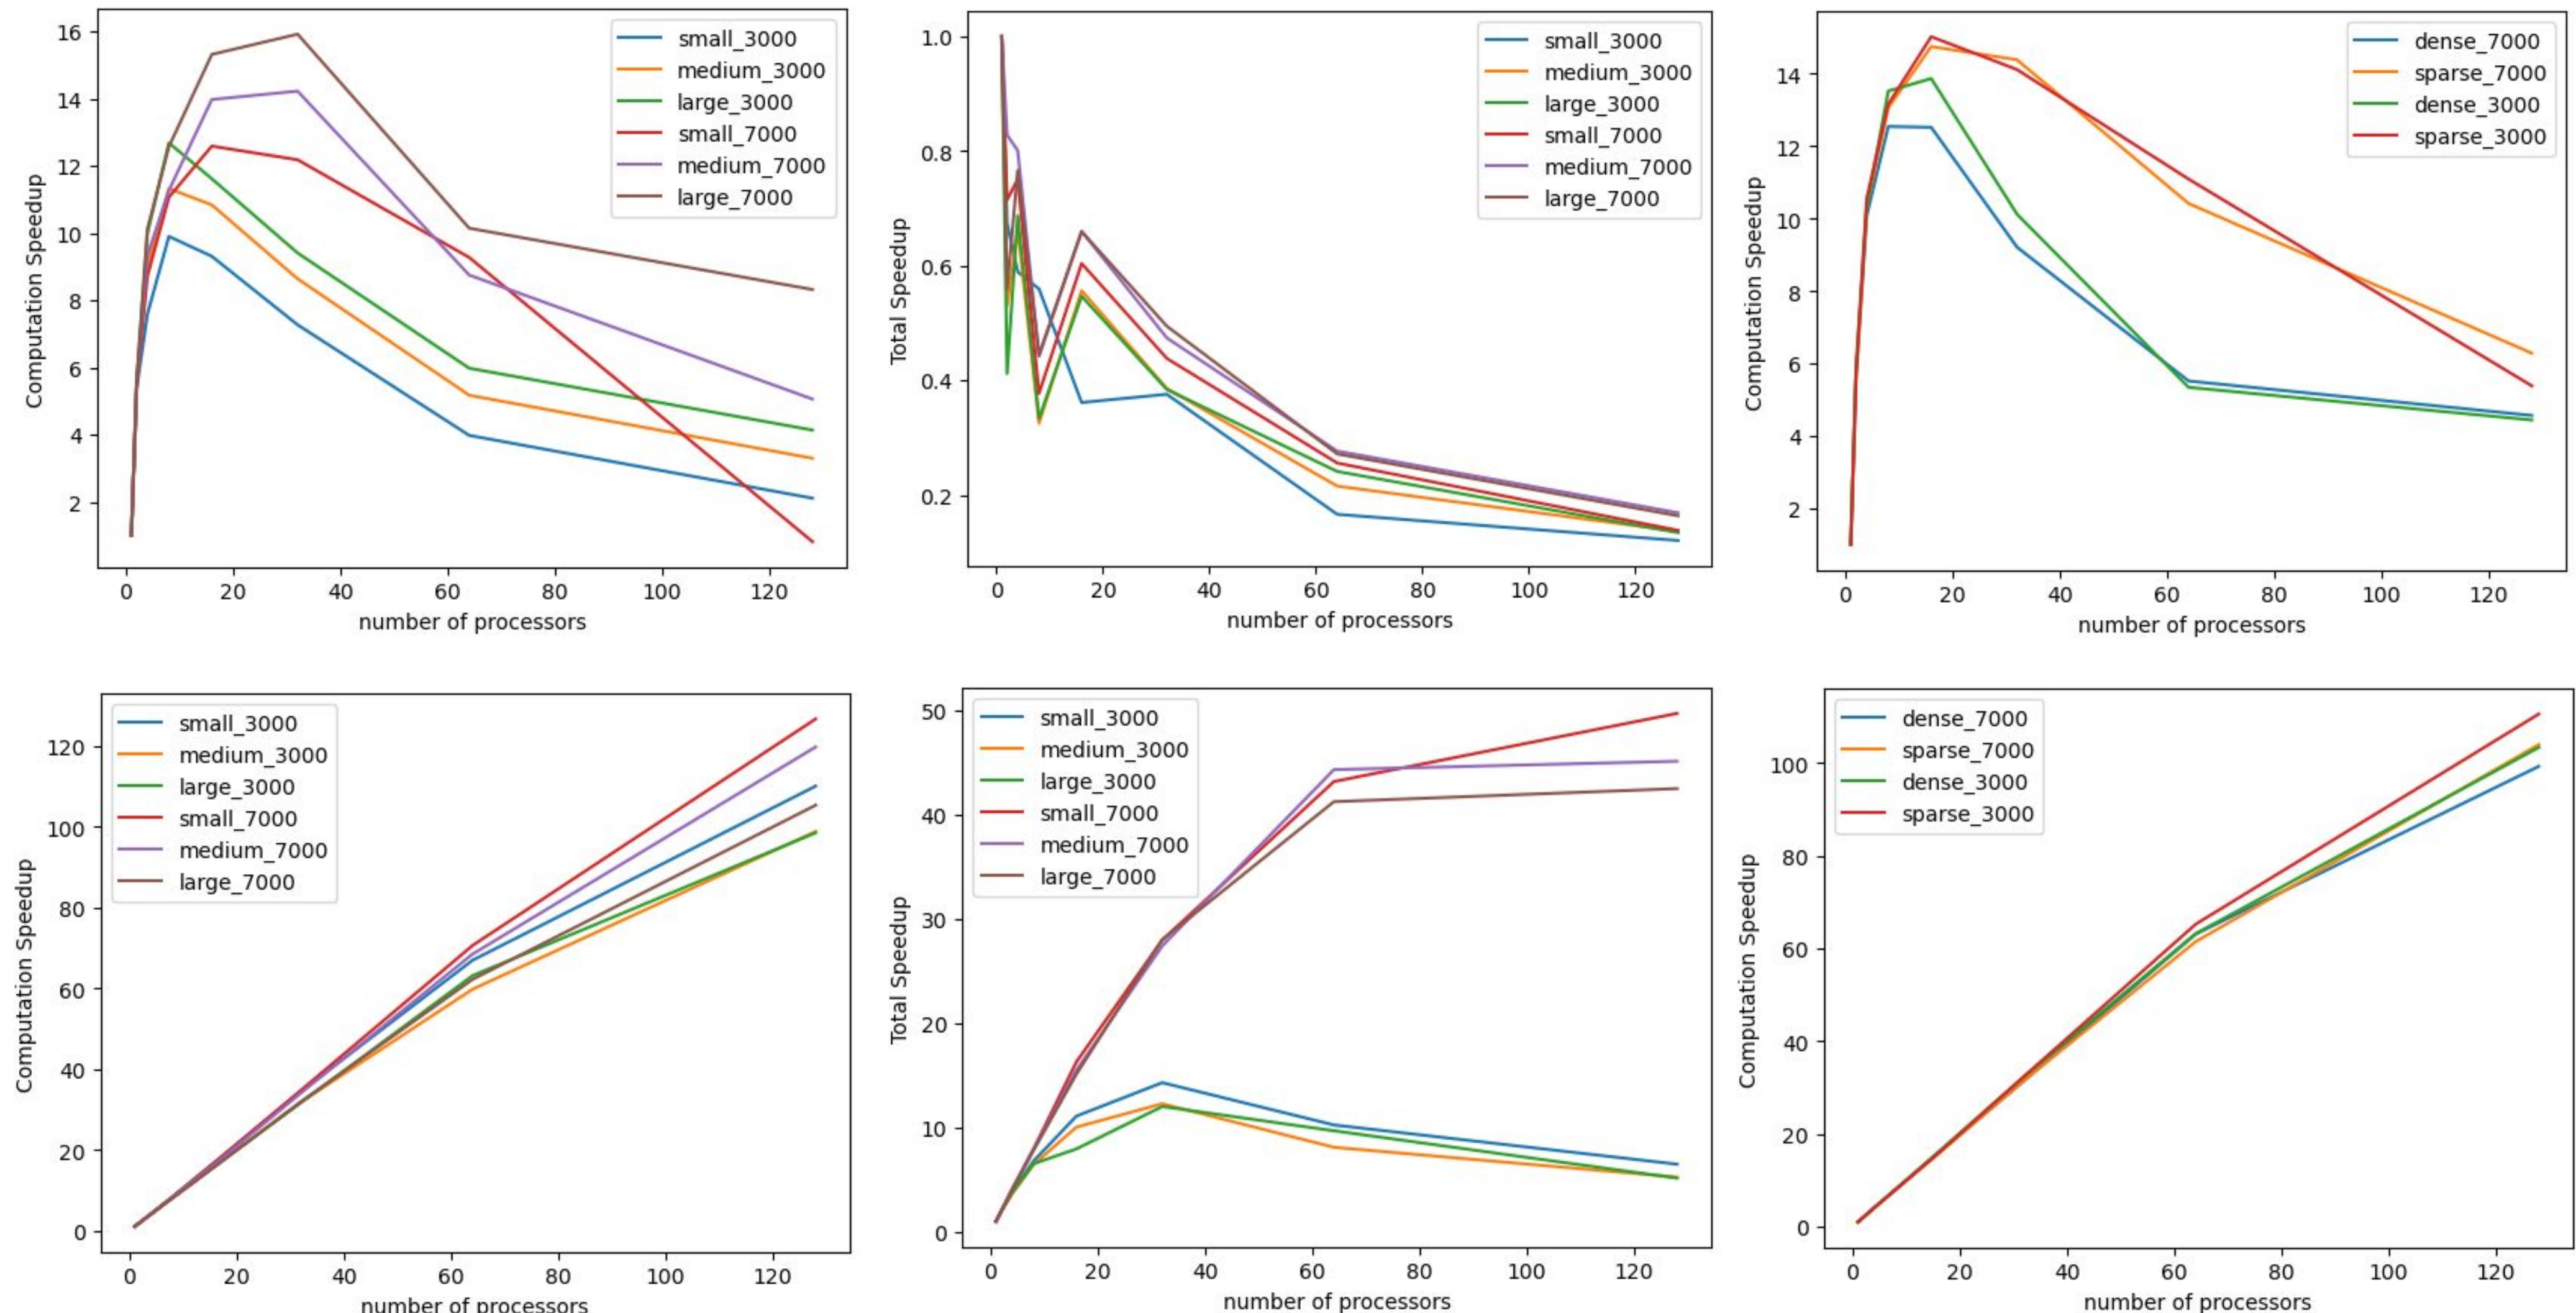 16
14
12
10
8
6
4
2
Computation Speedup
small_3000
medium_3000
large_3000
small_7000
medium_7000
large_7000
0 20 40 60 80 100 120
number of processors
1.0
0.8
0.6
0.4
0.2
Total Speedup
small_3000
medium_3000
large_3000
small_7000
medium_7000
large_7000
0 20 40 60 80 100 120
number of processors
14
12
10
8
6
4
2
Computation Speedup
dense_7000
sparse_7000
dense_3000
sparse_3000
0 20 40 60 80 100 120
number of processors
120
100
80
60
40
20
0
Computation Speedup
small_3000
medium_3000
large_3000
small_7000
medium_7000
large_7000
0 20 40 60 80 100 120
number of processors
50
40
30
20
10
0
Total Speedup
small_3000
medium_3000
large_3000
small_7000
medium_7000
large_7000
0 20 40 60 80 100 120
number of processors
100
80
60
40
20
0
Computation Speedup
dense_7000
sparse_7000
dense_3000
sparse_3000
0 20 40 60 80 100 120
number of processors